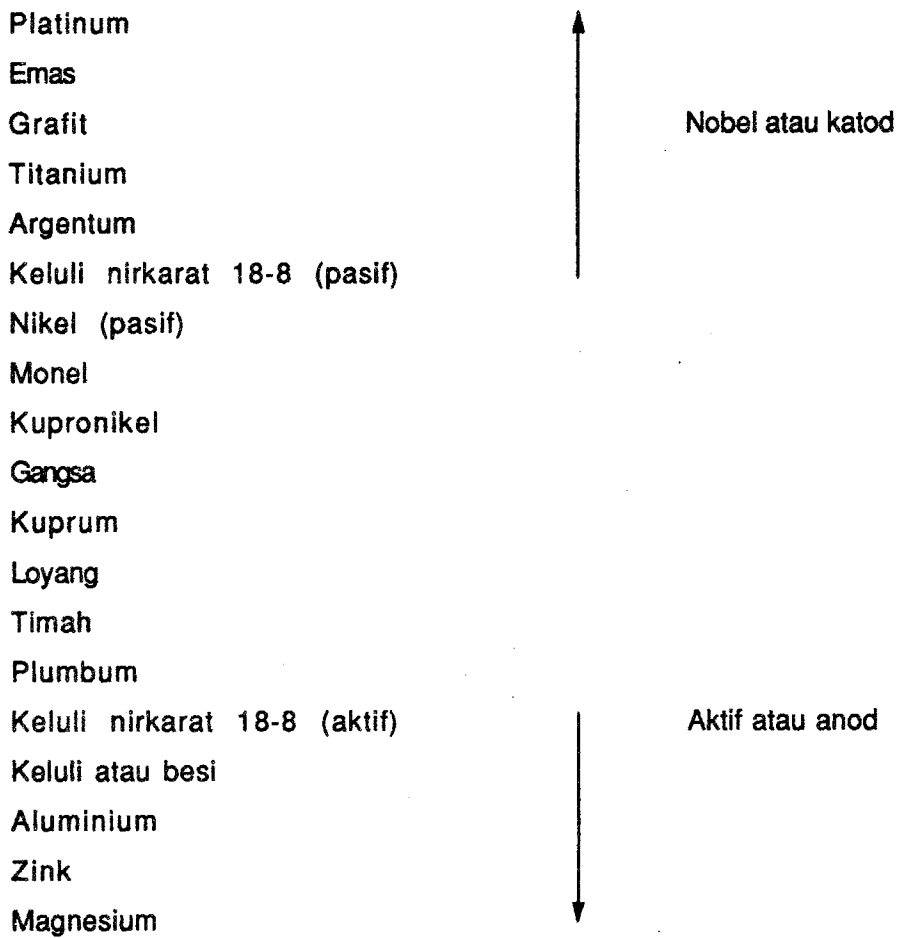 Platinum
Emas
Grafit
Nobel atau katod
Titanium
Argentum
Keluli nirkarat 18-8 (pasif)
Nikel (pasif)
Monel
Kupronikel
Gangsa
Kuprum
Loyang
Timah
Plumbum
Keluli nirkarat 18-8 (aktif)
Aktif atau anod
Keluli atau besi
Aluminium
Zink
Magnesium